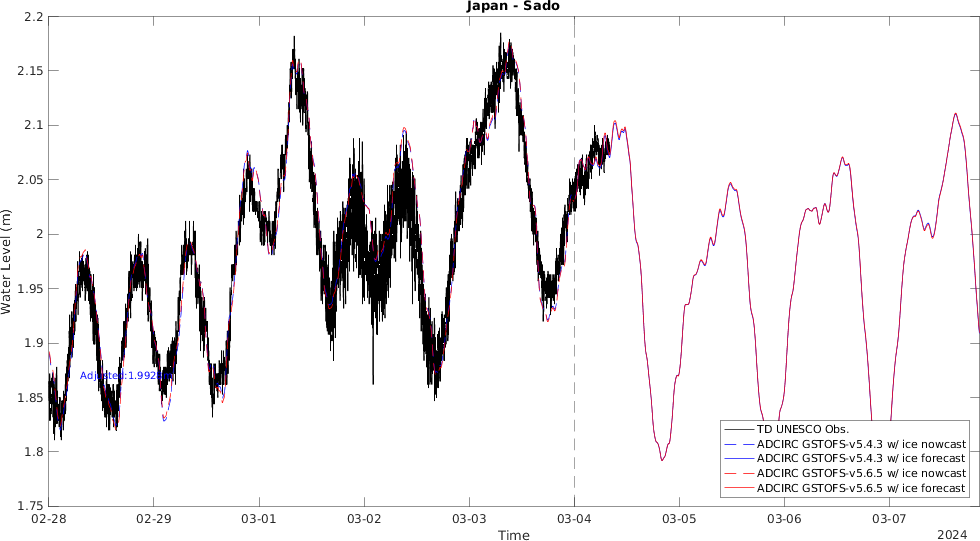 Japan - Sado
2.2
2.15
2.1
2.05
2
1.95
1.9
1.85
1.8
1.75
Water Level (m)
Adjusted:1.992
02-28
02-29
03-01
03-02
03-03
03-04
03-05
03-06
03-07
Time
2024
TD UNESCO Obs.
ADCIRC GSTOFS-v5.4.3 w/ ice nowcast
ADCIRC GSTOFS-v5.4.3 w/ ice forecast
ADCIRC GSTOFS-v5.6.5 w/ ice nowcast
ADCIRC GSTOFS-v5.6.5 w/ ice forecast